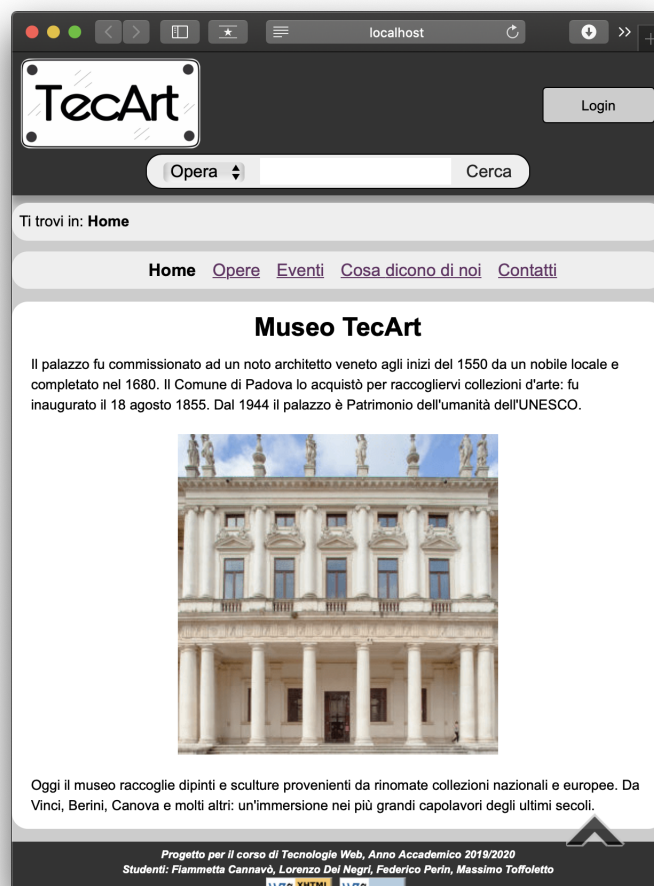 localhost
TecArt
Login
Opera
Cerca
Ti trovi in: Home
Home Opere Eventi Cosa dicono di noi Contatti
Museo TecArt
Il palazzo fu commissionato ad un noto architetto veneto agli inizi del 1550 da un nobile locale e
completato nel 1680. Il Comune di Padova lo acquistò per raccogliervi collezioni d'arte: fu
inaugurato il 18 agosto 1855. Dal 1944 il palazzo è Patrimonio dell'umanità dell'UNESCO.
Oggi il museo raccoglie dipinti e sculture provenienti da rinomate collezioni nazionali e europee. Da
Vinci, Berini, Canova e molti altri: un'immersione nei più grandi capolavori degli ultimi secoli.
Progetto per il corso di Tecnologie Web, Anno Accademico 2019/2020
Studenti: Fiammetta Cannavò, Lorenzo Dei Negri, Federico Perin, Massimo Toffoletto